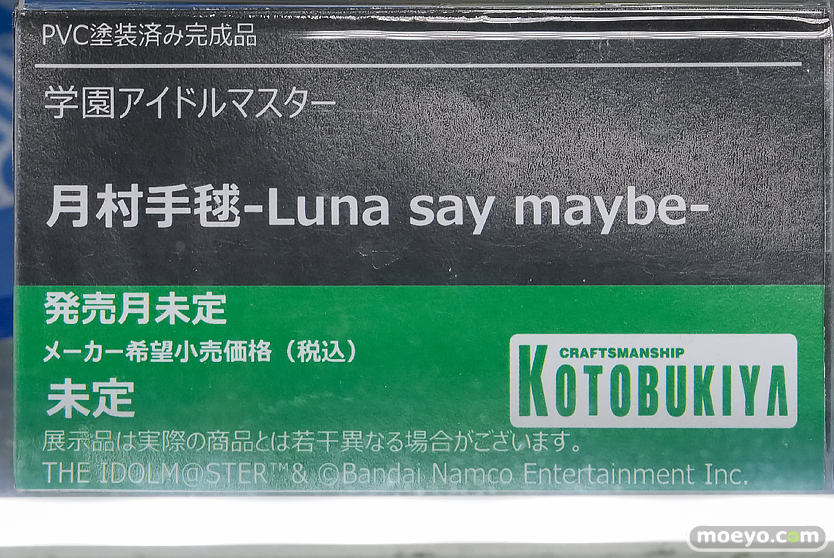 PVC塗装済み完成品
学園アイドルマスター
月村手毬-Luna say maybe-
発売月未定
メーカー希望小売価格（税込）
未定
CRAFTSMANSHIP
KOTOBUKIYA
展示品は実際の商品とは若干異なる場合がございます。
THE IDOLM@STER™& ©Bandai Namco Entertainment Inc.
moeyo.com